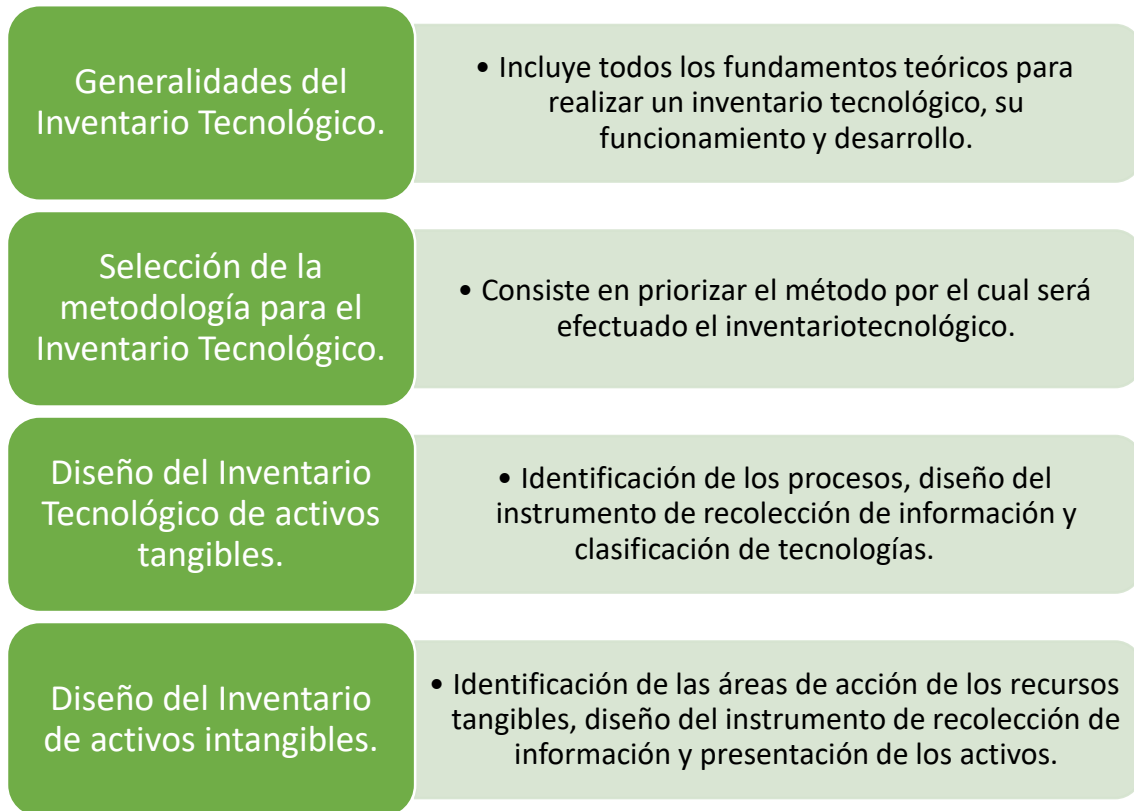 Generalidades del
Inventario Tecnológico.
• Incluye todos los fundamentos teóricos para
realizar un inventario tecnológico, su
funcionamiento y desarrollo.
Selección de la
metodología para el
Inventario Tecnológico.
• Consiste en priorizar el método por el cual será
efectuado el inventariotecnológico.
Diseño del Inventario
Tecnológico de activos
tangibles.
• Identificación de los procesos, diseño del
instrumento de recolección de información y
clasificación de tecnologías.
Diseño del Inventario
de activos intangibles.
• Identificación de las áreas de acción de los recursos
tangibles, diseño del instrumento de recolección de
información y presentación de los activos.